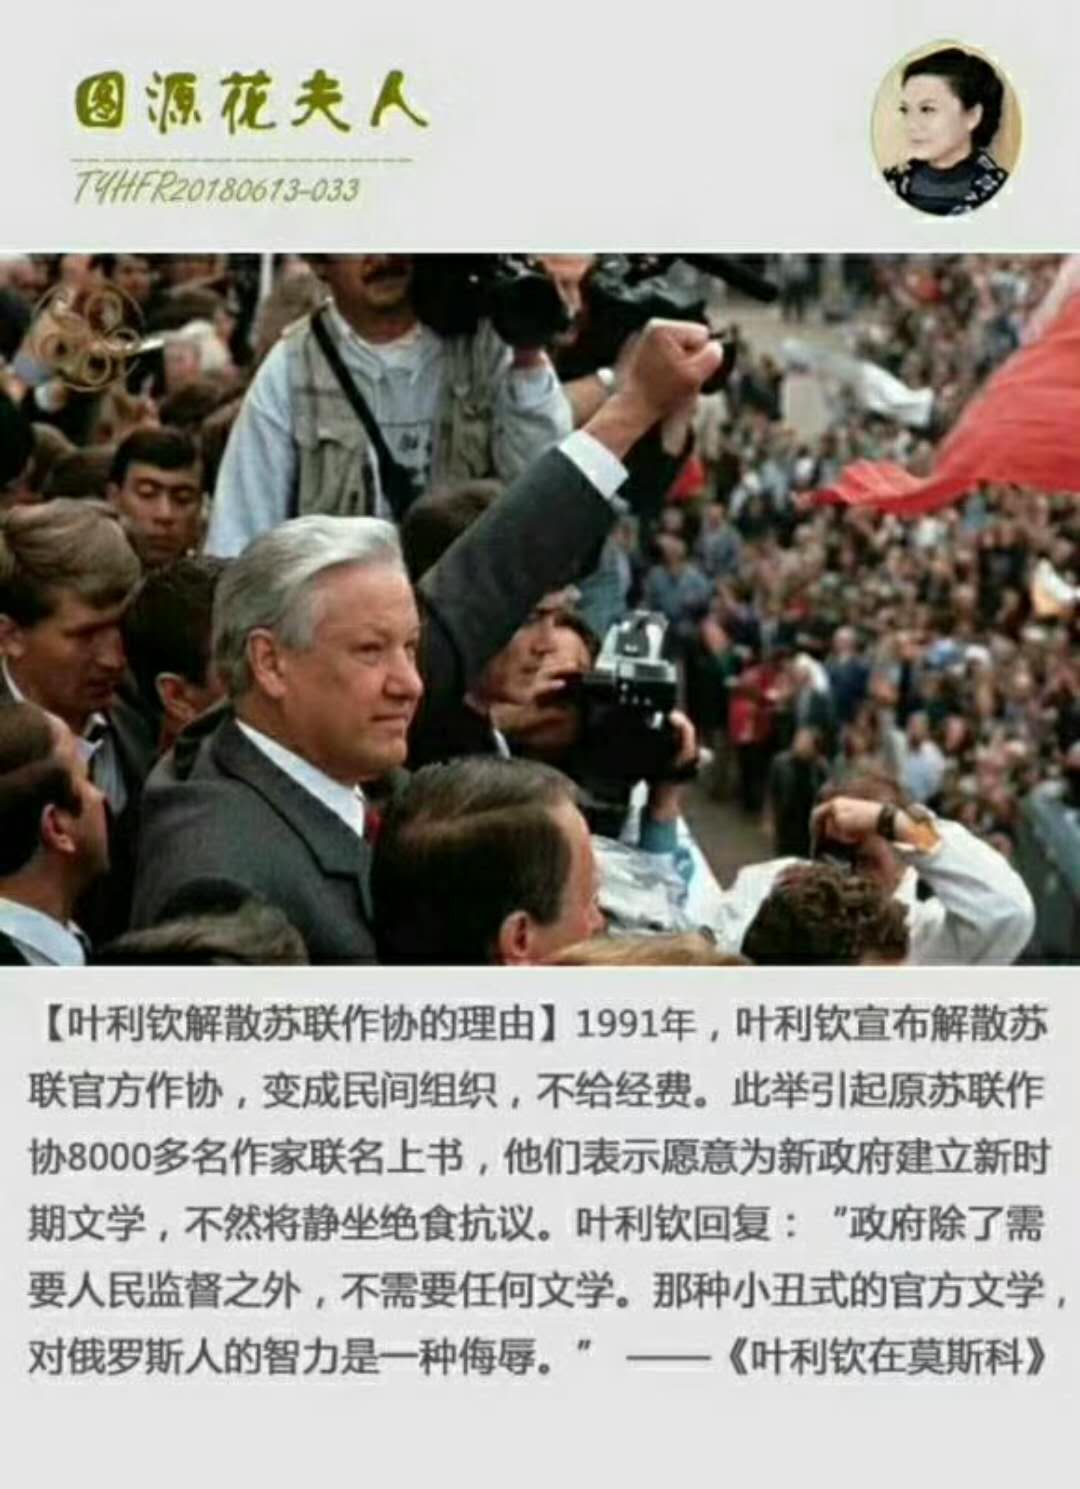 图源花夫人
TYHFR20180613-033
【叶利钦解散苏联作协的理由】1991年，叶利钦宣布解散苏
联官方作协，变成民间组织，不给经费。此举引起原苏联作
协8000多名作家联名上书，他们表示愿意为新政府建立新时
期文学，不然将静坐绝食抗议。叶利钦回复：“政府除了需
要人民监督之外，不需要任何文学。那种小丑式的官方文学，
对俄罗斯人的智力是一种侮辱。” ——《叶利钦在莫斯科》